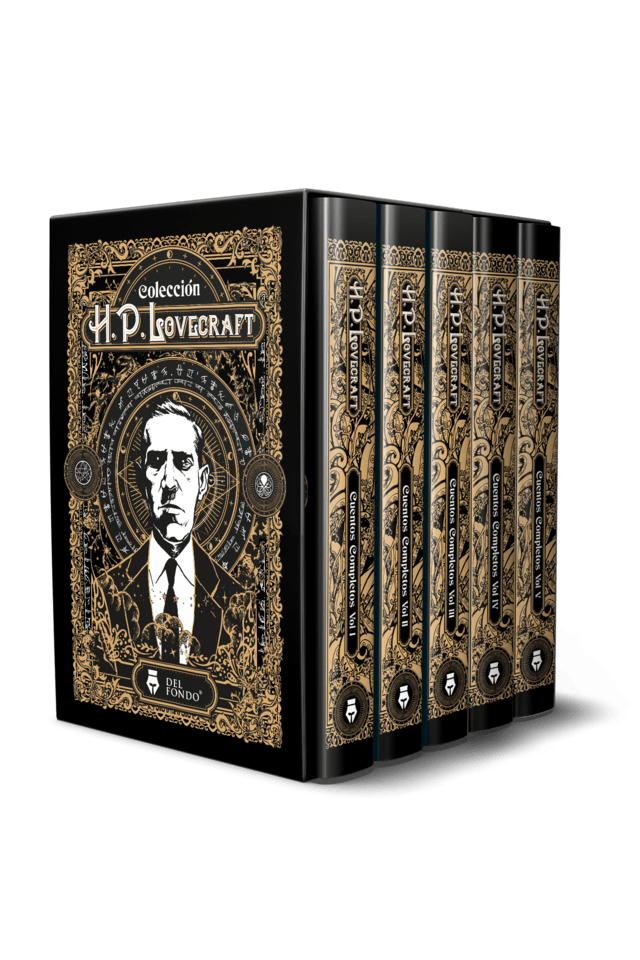 Colección
H.P. Lovecraft
DEL
FONDO®
H.P. Lovecraft
Cuentos Completos Vol I
H.P. Lovecraft
Cuentos Completos Vol II
H.P. Lovecraft
Cuentos Completos Vol III
H.P. Lovecraft
Cuentos Completos Vol IV
H.P. Lovecraft
Cuentos Completos Vol V